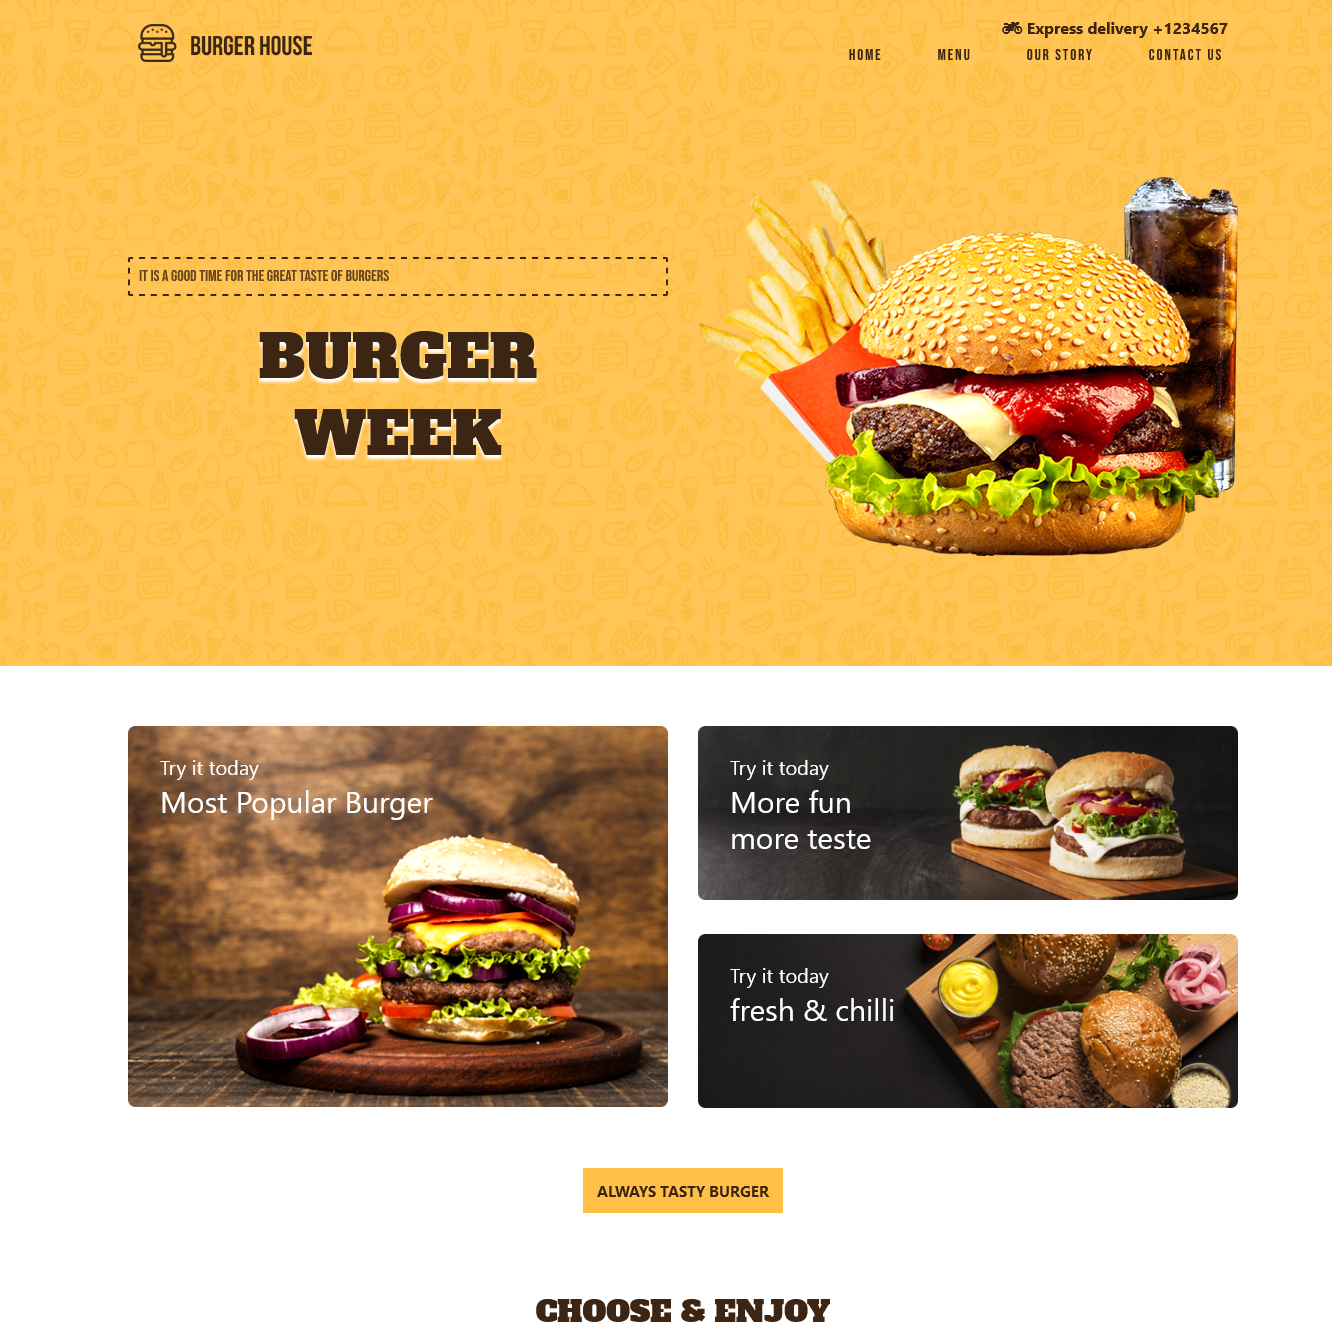 BURGER HOUSE
Express delivery +1234567
HOME MENU OUR STORY CONTACT US
IT IS A GOOD TIME FOR THE GREAT TASTE OF BURGERS
BURGER
WEEK
Try it today
Most Popular Burger
Try it today
More fun
more teste
Try it today
fresh & chilli
ALWAYS TASTY BURGER
CHOOSE & ENJOY